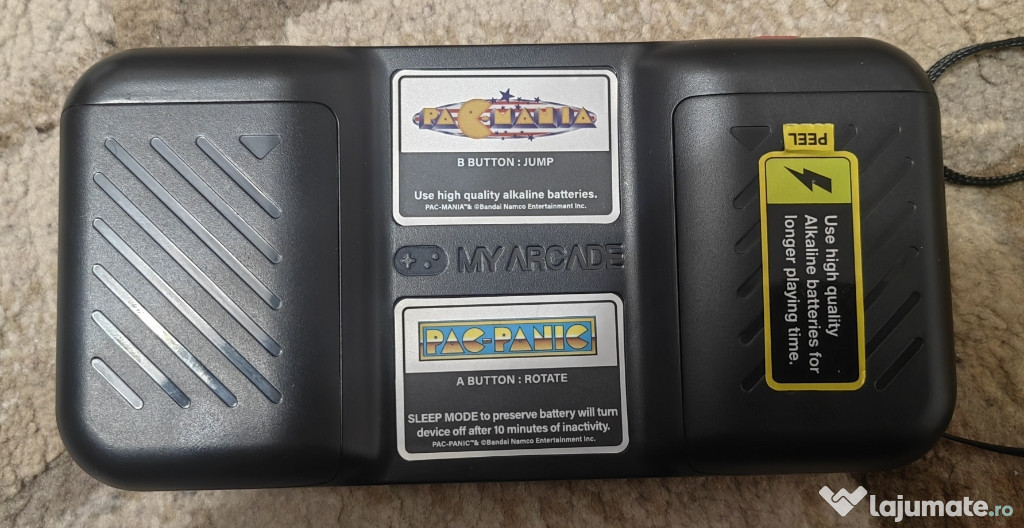 PAC-MANIA
B BUTTON : JUMP
Use high quality alkaline batteries.
PAC-MANIA™& ©Bandai Namco Entertainment Inc.
MY ARCADE
PAC-PANIC
A BUTTON : ROTATE
SLEEP MODE to preserve battery will turn
device off after 10 minutes of inactivity.
PAC-PANIC™& ©Bandai Namco Entertainment Inc.
PEEL
Use high quality
Alkaline batteries for
longer playing time.
lajumate.ro